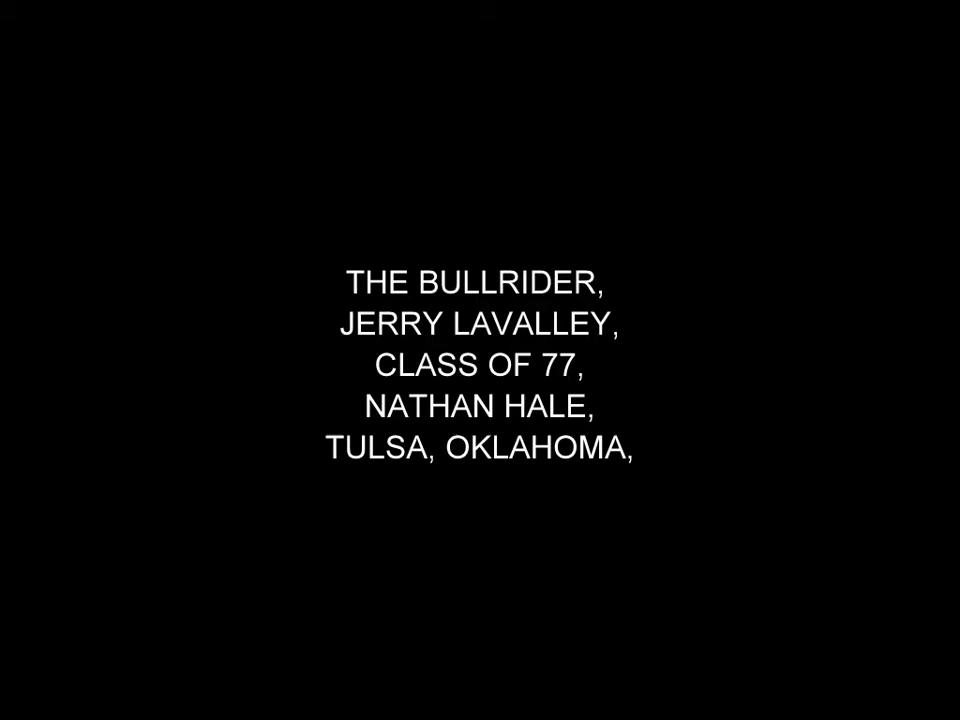 THE BULLRIDER,
JERRY LAVALLEY,
CLASS OF 77,
NATHAN HALE,
TULSA, OKLAHOMA,